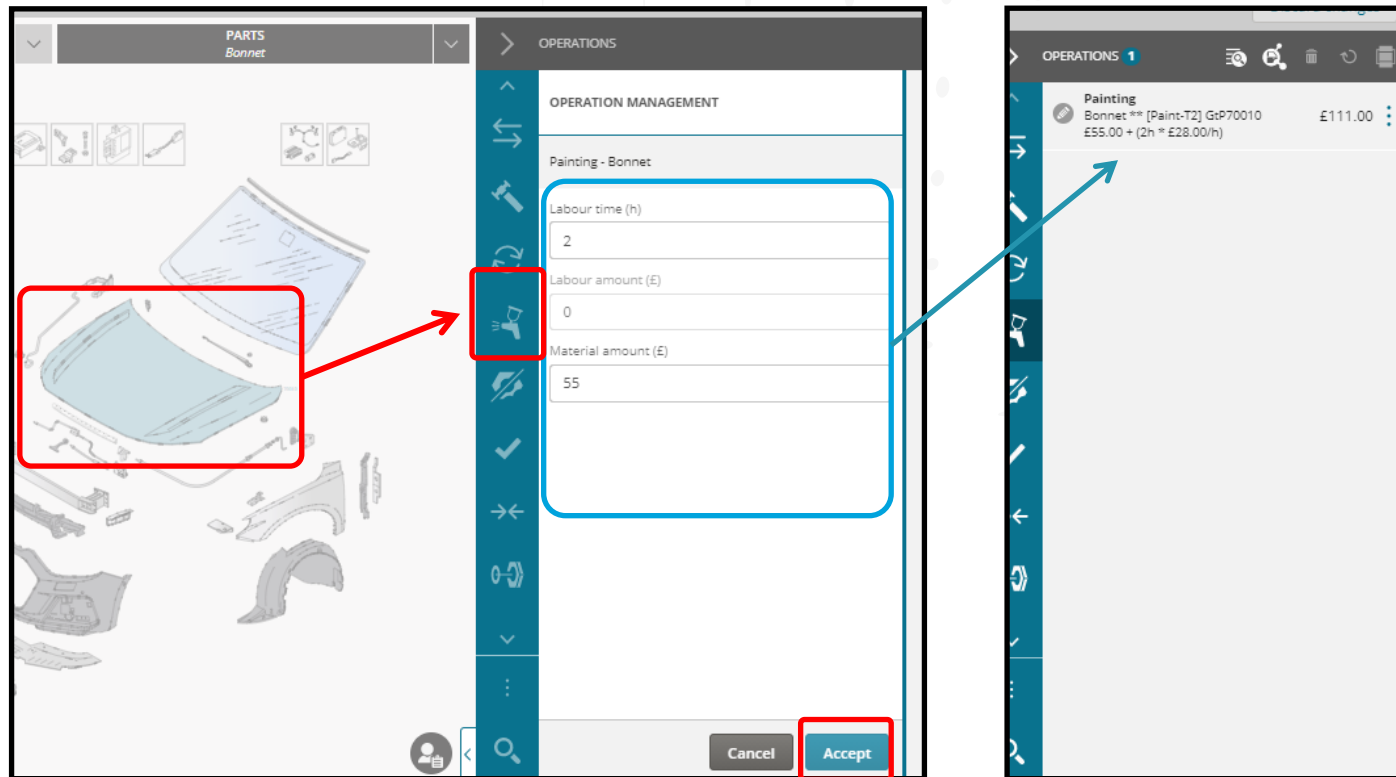 PARTS
Bonnet
OPERATIONS
OPERATION MANAGEMENT
Painting - Bonnet
Labour time (h)
2
Labour amount (£)
0
Material amount (£)
55
Cancel
Accept
OPERATIONS 1
Painting
Bonnet ** [Paint-T2] GtP70010
£55.00 + (2h * £28.00/h)
£111.00